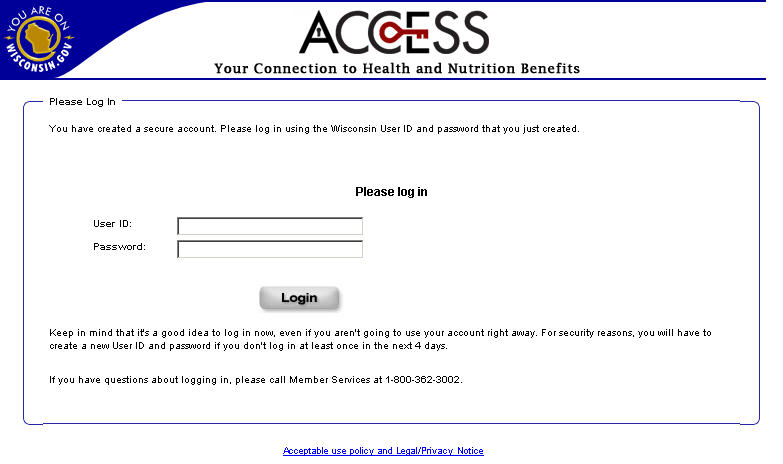 YOU ARE ON
WISCONSIN.GOV
ACCESS
Your Connection to Health and Nutrition Benefits
Please Log In
You have created a secure account. Please log in using the Wisconsin User ID and password that you just created.
Please log in
User ID:
Password:
Login
Keep in mind that it's a good idea to log in now, even if you aren't going to use your account right away. For security reasons, you will have to
create a new User ID and password if you don't log in at least once in the next 4 days.
If you have questions about logging in, please call Member Services at 1-800-362-3002.
Acceptable use policy and Legal/Privacy Notice